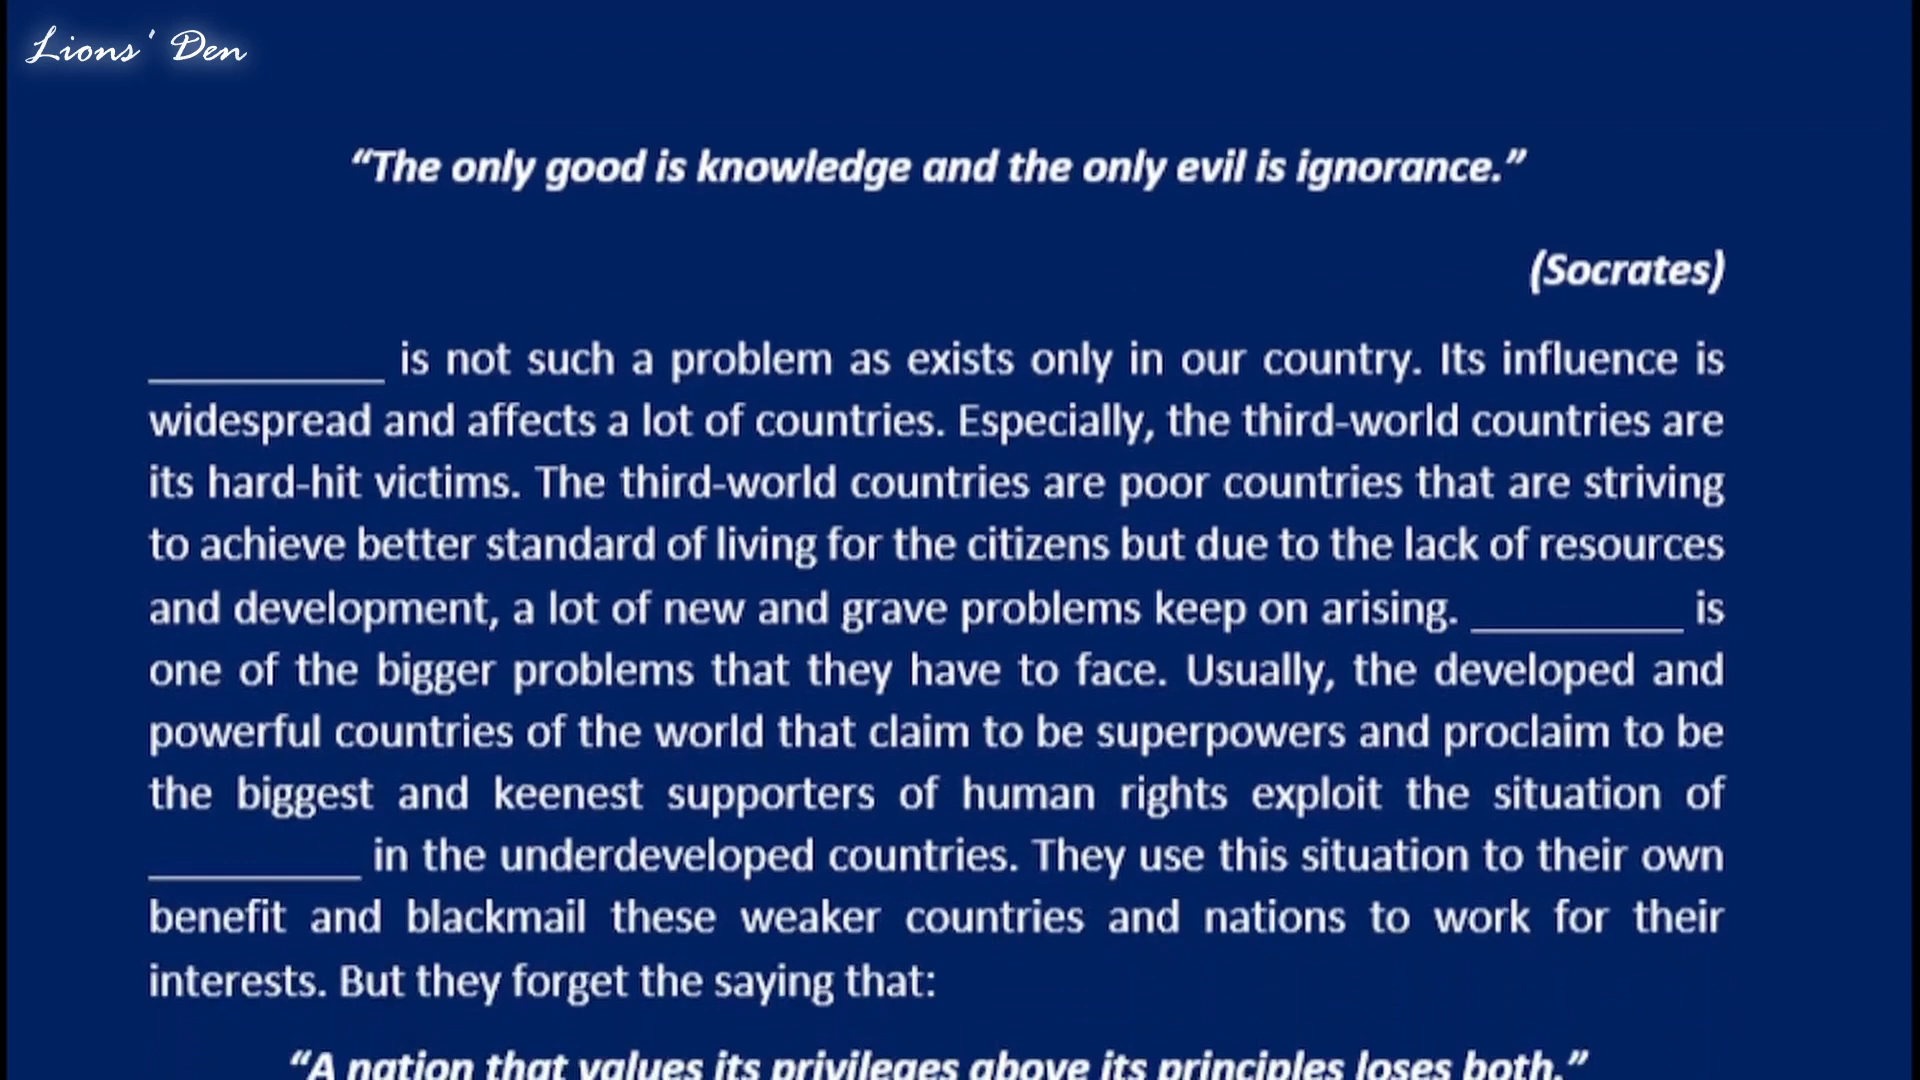 Lions' Den
“The only good is knowledge and the only evil is ignorance.”
(Socrates)
___________ is not such a problem as exists only in our country. Its influence is
widespread and affects a lot of countries. Especially, the third-world countries are
its hard-hit victims. The third-world countries are poor countries that are striving
to achieve better standard of living for the citizens but due to the lack of resources
and development, a lot of new and grave problems keep on arising. __________ is
one of the bigger problems that they have to face. Usually, the developed and
powerful countries of the world that claim to be superpowers and proclaim to be
the biggest and keenest supporters of human rights exploit the situation of
__________ in the underdeveloped countries. They use this situation to their own
benefit and blackmail these weaker countries and nations to work for their
interests. But they forget the saying that:
“A nation that values its privileges above its principles loses both.”